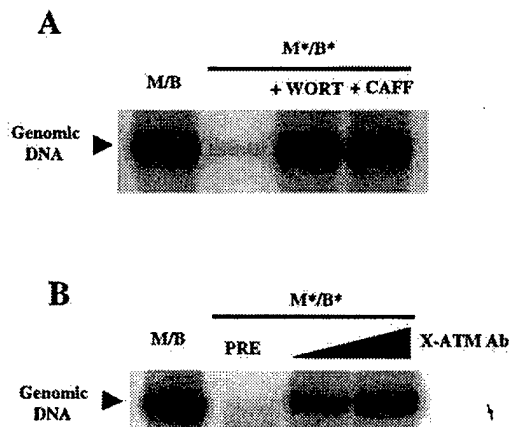 A
M*/B*
M/B
+ WORT + CAFF
Genomic
DNA
B
M*/B*
M/B
PRE
X-ATM Ab
Genomic
DNA